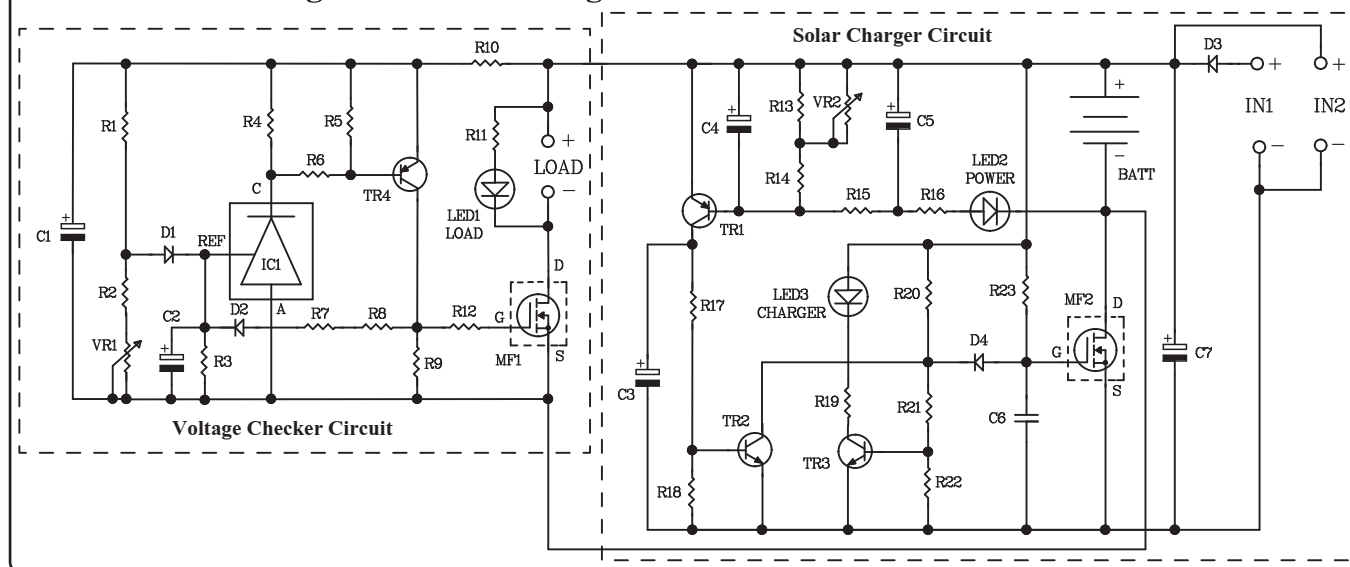 Solar Charger Circuit
R10
D3
+
+
+
R1
R4
R5
R11
+
R13
VR2
+
+
IN1
IN2
C4
C5
R6
LOAD
LED2
POWER
-
-
-
R14
BATT
C
TR4
-
R15
R16
LED1
LOAD
+
C1
TR1
D1
REF
IC1
D
LED3
CHARGER
R20
R23
MF2
D
R2
R17
C2
D2
A
R7
R8
R12
G
D4
G
+
C7
+
VR1
R3
R9
MF1
S
+
C3
S
R19
R21
C6
Voltage Checker Circuit
TR2
TR3
R18
R22